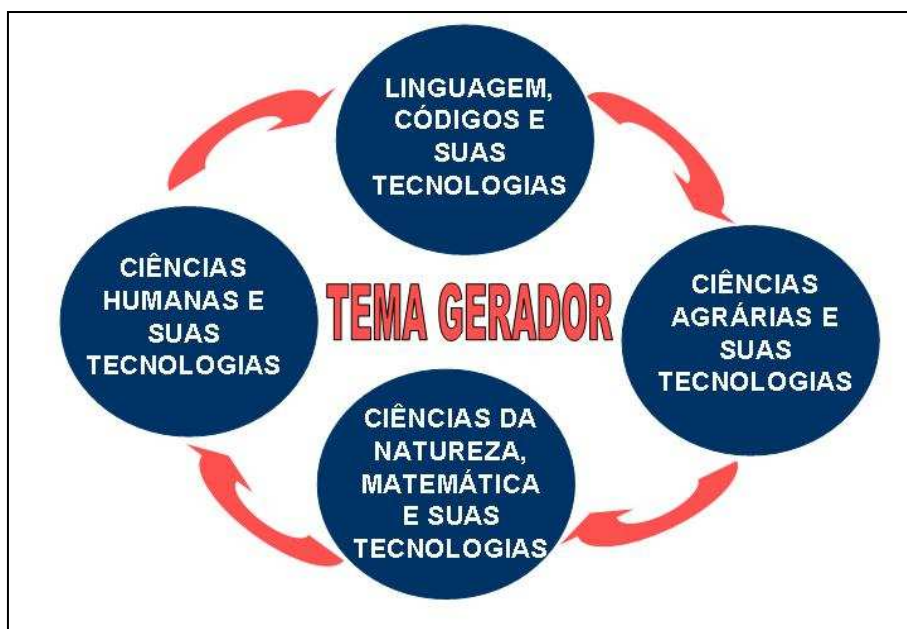 LINGUAGEM,
CÓDIGOS E
SUAS
TECNOLOGIAS
CIÊNCIAS
HUMANAS E
SUAS
TECNOLOGIAS
TEMA GERADOR
CIÊNCIAS
AGRÁRIAS E
SUAS
TECNOLOGIAS
CIÊNCIAS DA
NATUREZA,
MATEMÁTICA
E SUAS
TECNOLOGIAS